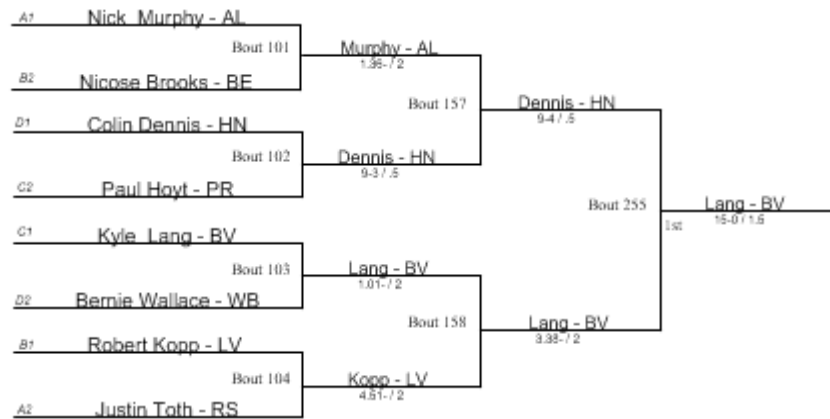 A1 Nick Murphy - AL
Bout 101 Murphy - AL
1.36- / 2
B2 Nicose Brooks - BE
Bout 157 Dennis - HN
9-4 / .5
D1 Colin Dennis - HN
Bout 102 Dennis - HN
9-3 / .5
C2 Paul Hoyt - PR
Bout 255 Lang - BV
1st 15-0 / 1.5
C1 Kyle Lang - BV
Bout 103 Lang - BV
1.01- / 2
D2 Bernie Wallace - WB
Bout 158 Lang - BV
3.38- / 2
B1 Robert Kopp - LV
Bout 104 Kopp - LV
4.51- / 2
A2 Justin Toth - RS